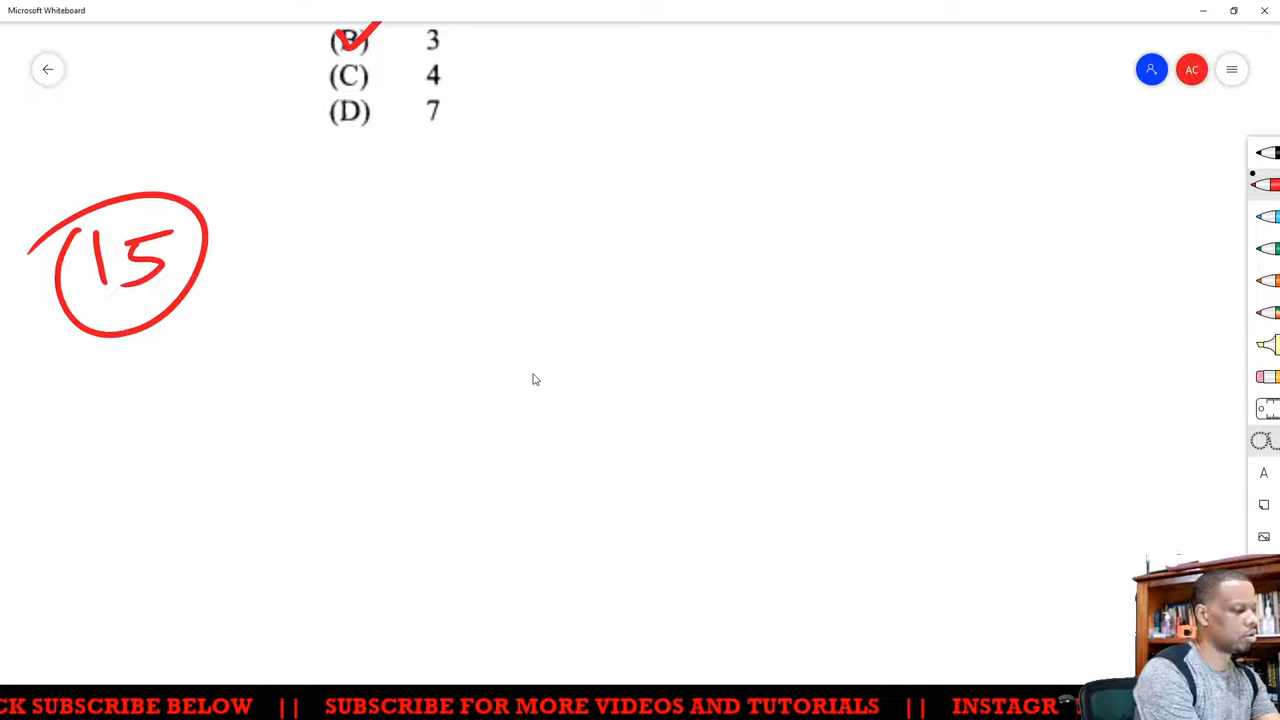 Microsoft Whiteboard
(B) 3
AC
(C) 4
(D) 7
15
A
CK SUBSCRIBE BELOW || SUBSCRIBE FOR MORE VIDEOS AND TUTORIALS || INSTAGR